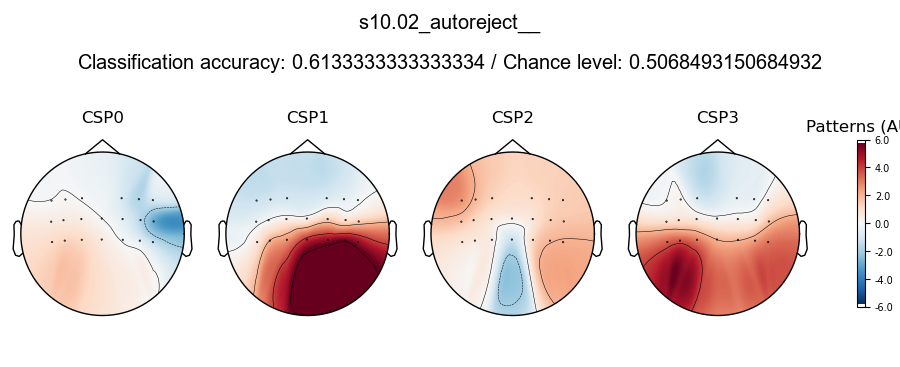 s10.02_autoreject__
Classification accuracy: 0.6133333333333334 / Chance level: 0.5068493150684932
CSP0 CSP1 CSP2 CSP3
Patterns (AU
6.0
4.0
2.0
0.0
-2.0
-4.0
-6.0